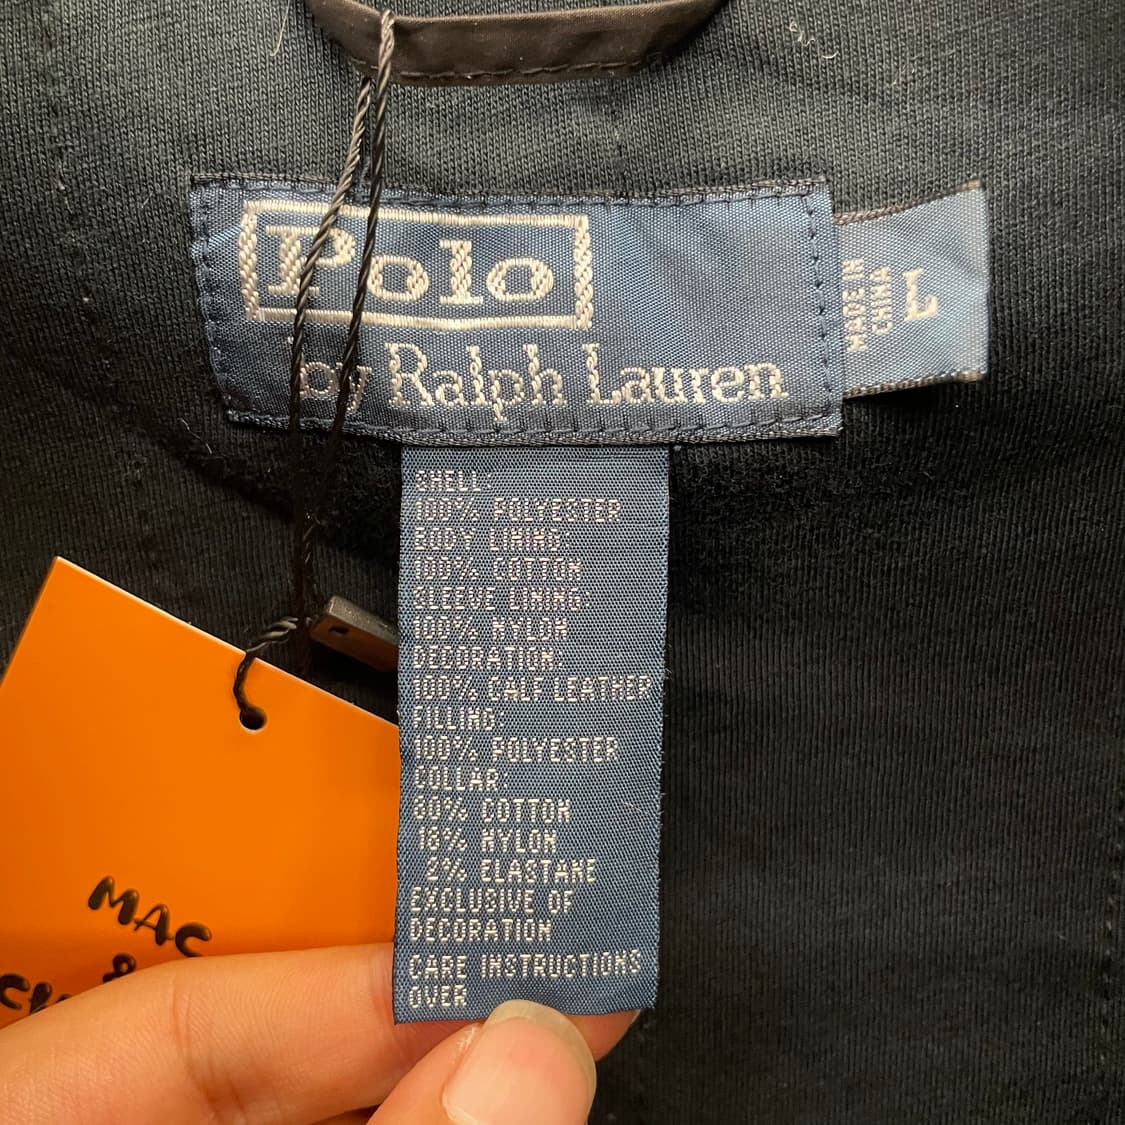 Polo
by Ralph Lauren
MADE IN
CHINA
L
SHELL
100% POLYESTER
BODY LINING:
100% COTTON
SLEEVE LINING:
100% NYLON
DECORATION:
100% CALF LEATHER
FILLING:
100% POLYESTER
COLLAR:
80% COTTON
18% NYLON
2% ELASTANE
EXCLUSIVE OF
DECORATION
CARE INSTRUCTIONS
OVER
MAC
&